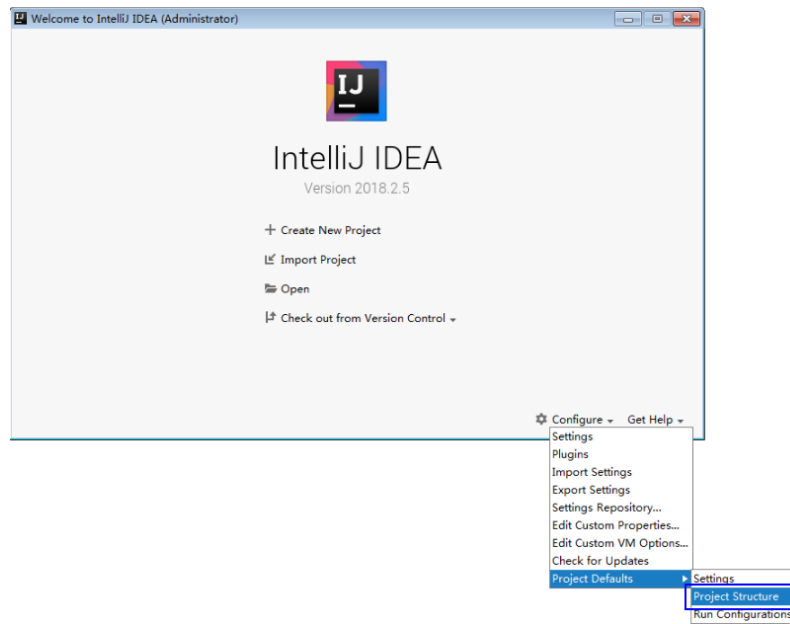 Welcome to IntelliJ IDEA (Administrator)
IJ
IntelliJ IDEA
Version 2018.2.5
Create New Project
Import Project
Open
Check out from Version Control
Configure Get Help
Settings
Plugins
Import Settings
Export Settings
Settings Repository...
Edit Custom Properties...
Edit Custom VM Options...
Check for Updates
Project Defaults Settings
Project Structure
Run Configurations